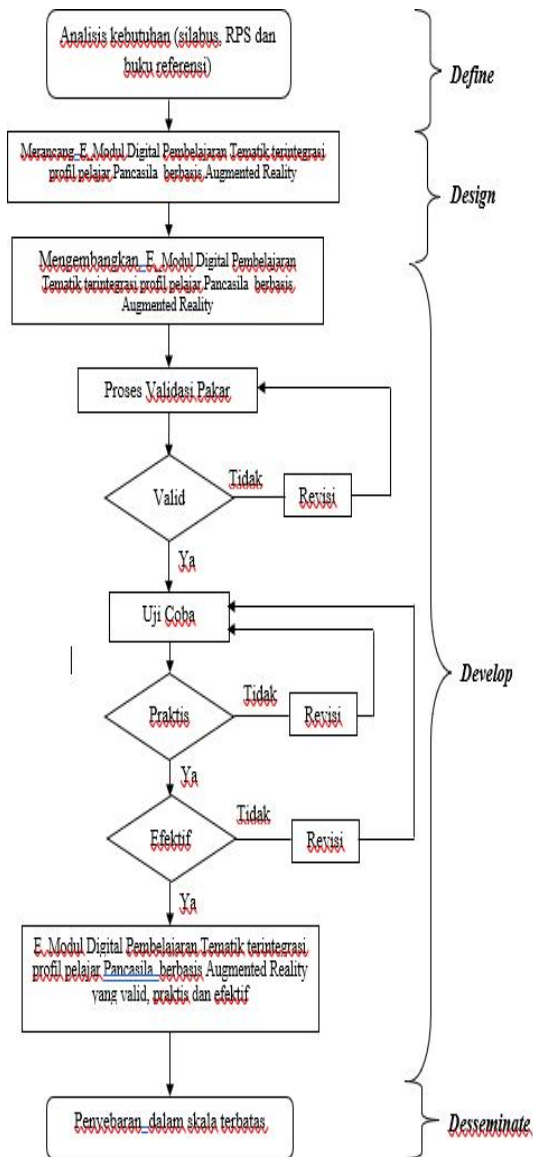 Analisis kebutuhan (silabus, RPS dan
buku referensi)
Define
Merancang E. Modul Digital Pembelajaran Tematik terintegrasi
profil pelajar Pancasila berbasis Augmented Reality
Design
Mengembangkan E. Modul Digital Pembelajaran
Tematik terintegrasi profil pelajar Pancasila berbasis
Augmented Reality
Proses Validasi Pakar
Tidak
Valid
Revisi
Ya
Uji Coba
Develop
Tidak
Praktis
Revisi
Ya
Tidak
Efektif
Revisi
Ya
E. Modul Digital Pembelajaran Tematik terintegrasi
profil pelajar Pancasila berbasis Augmented Reality
yang valid, praktis dan efektif
Penyebaran dalam skala terbatas
Desseminate